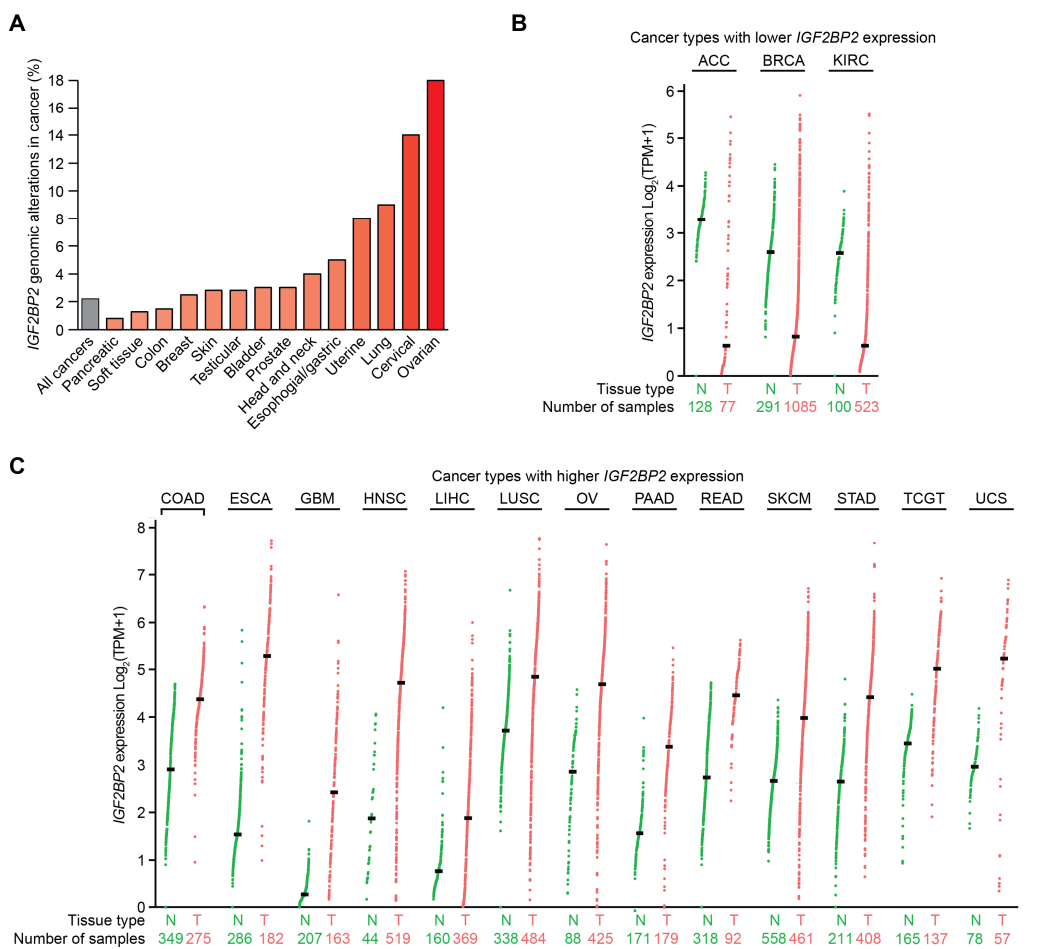 A
IGF2BP2 genomic alterations in cancer (%)
18
16
14
12
10
8
6
4
2
0
All cancers
Pancreatic
Soft tissue
Colon
Breast
Skin
Testicular
Bladder
Prostate
Head and neck
Esophogial/gastric
Uterine
Lung
Cervical
Ovarian
B
Cancer types with lower IGF2BP2 expression
ACC BRCA KIRC
IGF2BP2 expression Log2(TPM+1)
6
5
4
3
2
1
0
Tissue type N T N T N T
Number of samples 128 77 291 1085 100 523
C
Cancer types with higher IGF2BP2 expression
COAD ESCA GBM HNSC LIHC LUSC OV PAAD READ SKCM STAD TCGT UCS
IGF2BP2 expression Log2(TPM+1)
8
7
6
5
4
3
2
1
0
Tissue type N T N T N T N T N T N T N T N T N T N T N T N T N T
Number of samples 349 275 286 182 207 163 44 519 160 369 338 484 88 425 171 179 318 92 558 461 211 408 165 137 78 57